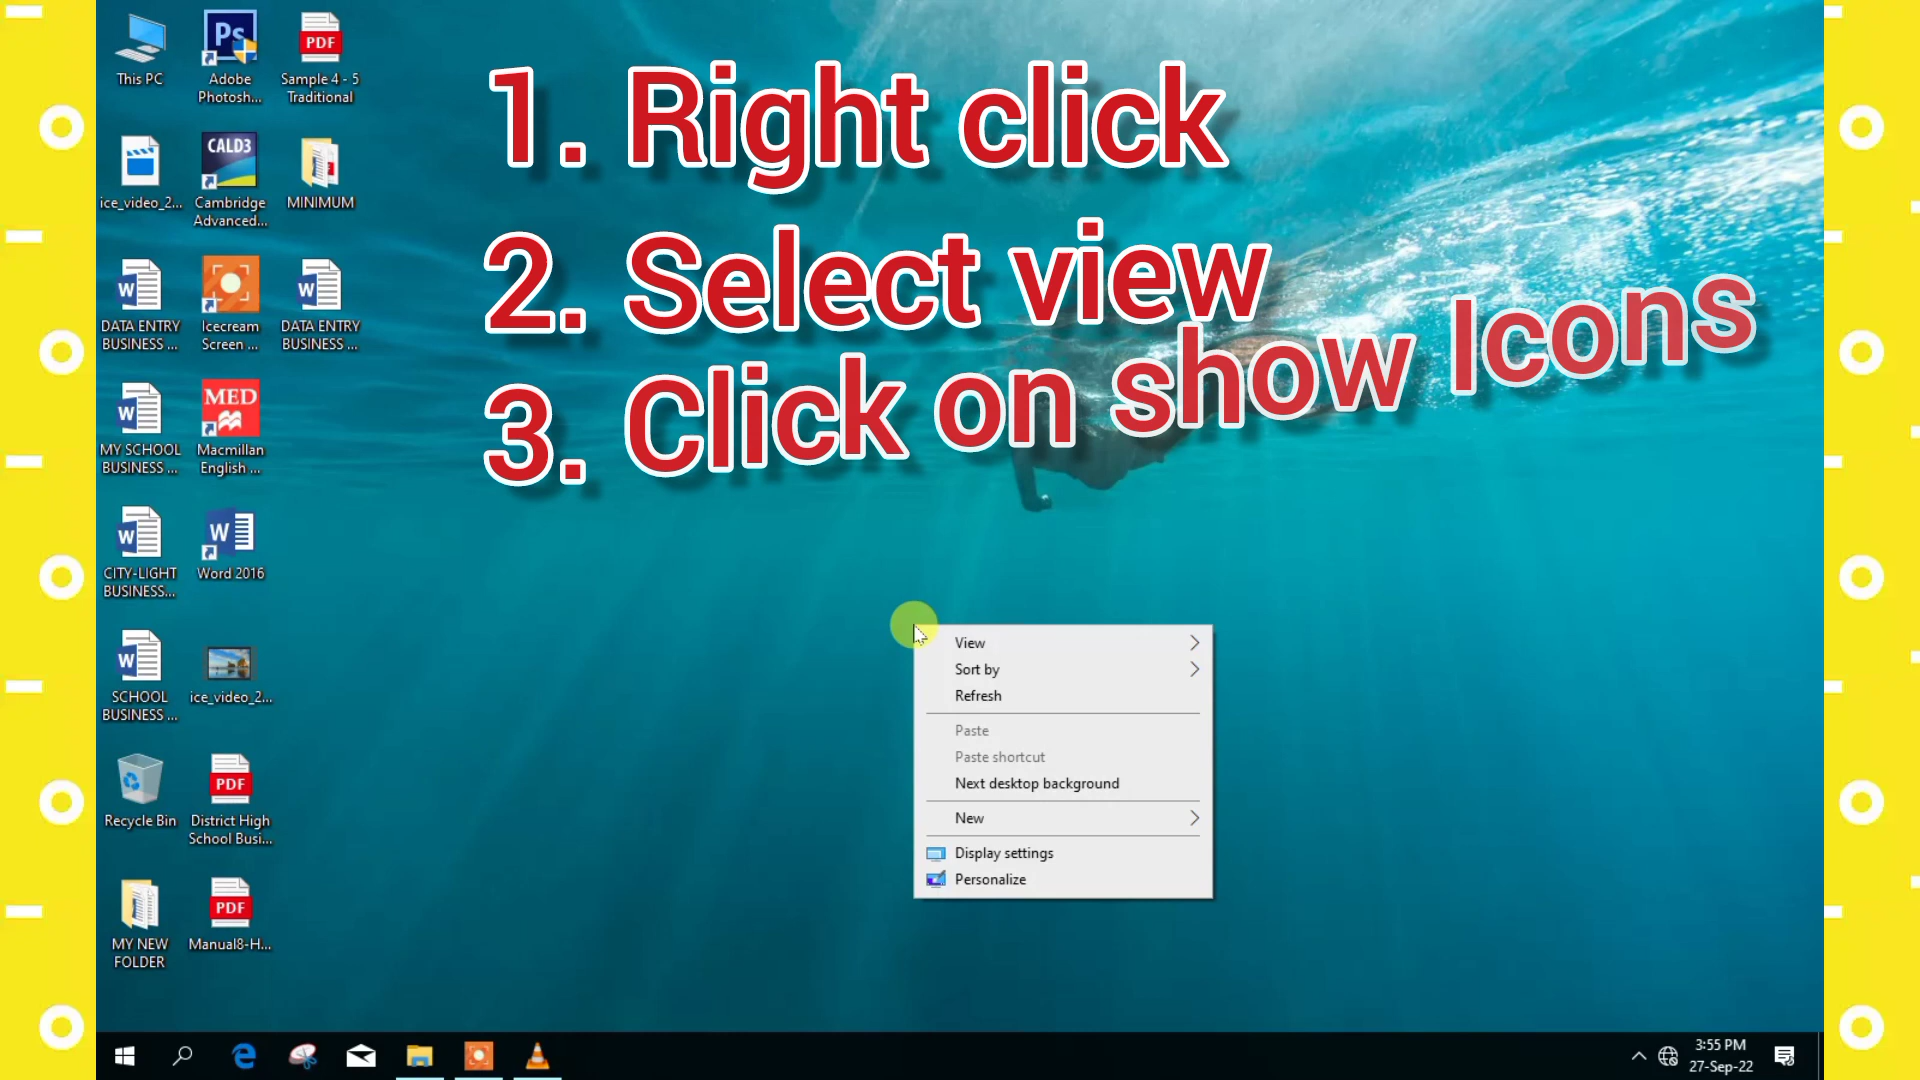 1. Right click
2. Select view
3. Click on show Icons
This PC
Adobe
Photosh...
Ps
PDF
Sample 4 - 5
Traditional
ice_video_2...
CALD3
Cambridge
Advanced...
MINIMUM
W
DATA ENTRY
BUSINESS ...
Icecream
Screen ...
W
DATA ENTRY
BUSINESS ...
W
MY SCHOOL
BUSINESS ...
MED
Macmillan
English ...
W
CITY-LIGHT
BUSINESS...
W
Word 2016
W
SCHOOL
BUSINESS ...
ice_video_2...
Recycle Bin
PDF
District High
School Busi...
MY NEW
FOLDER
PDF
Manual8-H...
View
Sort by
Refresh
Paste
Paste shortcut
Next desktop background
New
Display settings
Personalize
3:55 PM
27-Sep-22